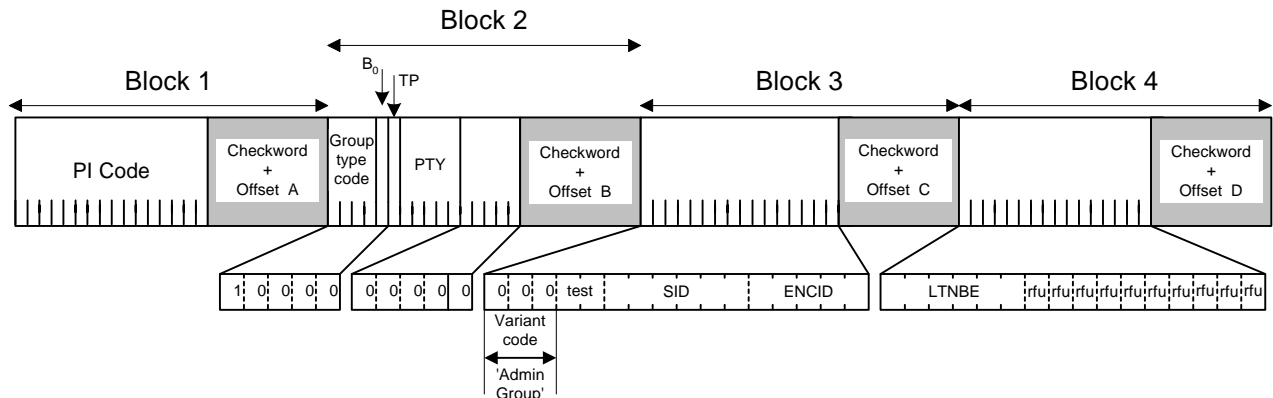 Block 2
B0
TP
Block 1
Block 3
Block 4
PI Code
Checkword
+
Offset A
Group
type
code
PTY
Checkword
+
Offset B
Checkword
+
Offset C
Checkword
+
Offset D
1 0 0 0 0
0 0 0 0 0
0 0 0 test SID ENCID
LTNBE rfu rfu rfu rfu rfu rfu rfu rfu rfu rfu
Variant
code
'Admin
Group'